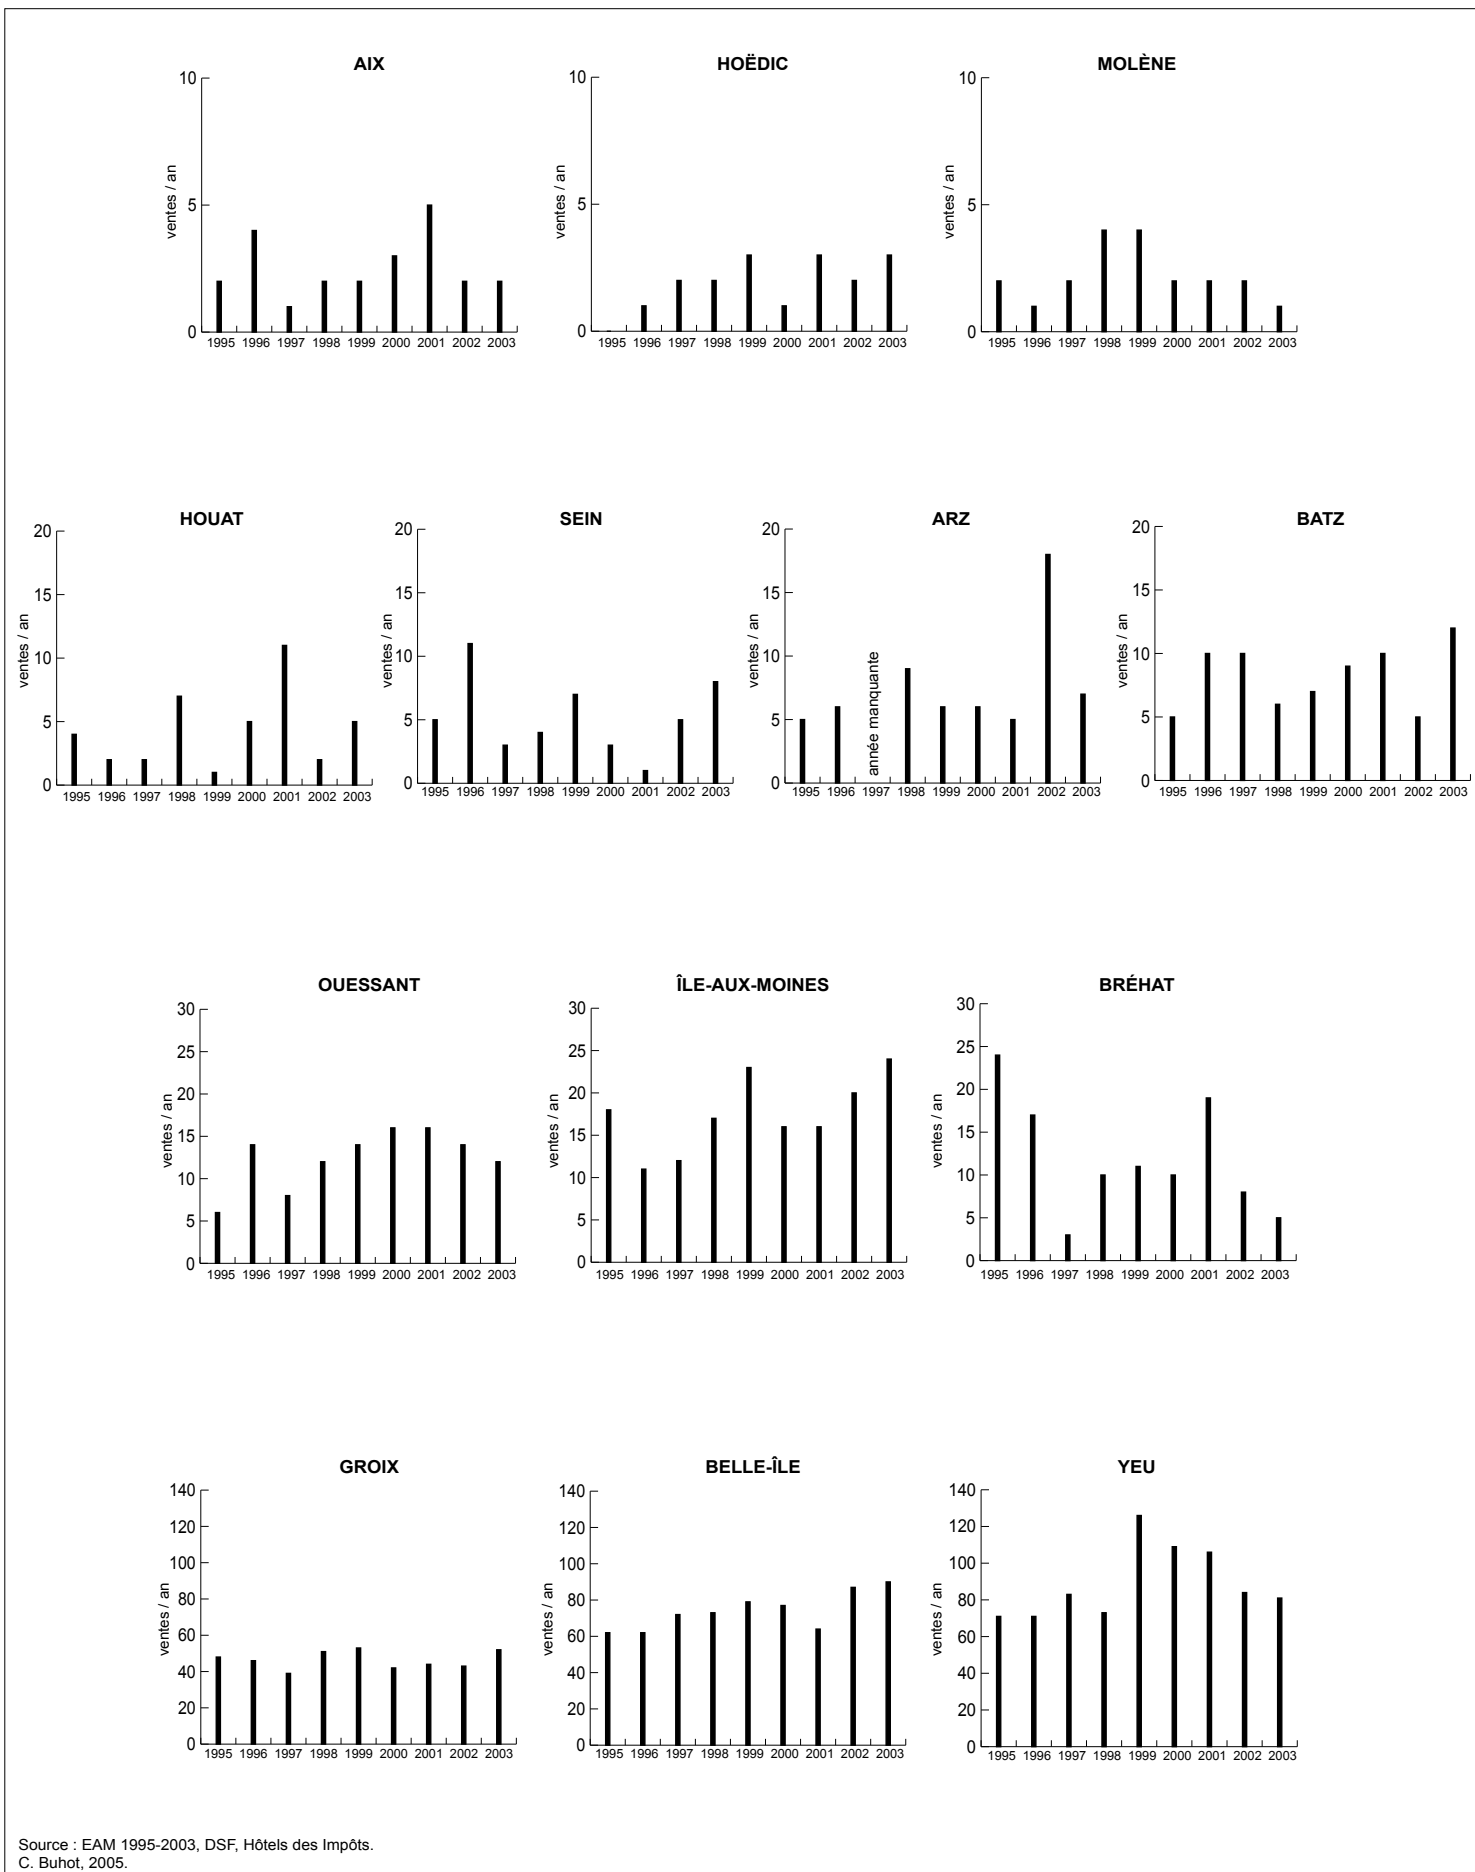 AIX
HOËDIC
MOLÈNE
10
5
0
ventes / an
1995 1996 1997 1998 1999 2000 2001 2002 2003
10
5
0
ventes / an
1995 1996 1997 1998 1999 2000 2001 2002 2003
10
5
0
ventes / an
1995 1996 1997 1998 1999 2000 2001 2002 2003
HOUAT
SEIN
ARZ
BATZ
20
15
10
5
0
ventes / an
1995 1996 1997 1998 1999 2000 2001 2002 2003
20
15
10
5
0
ventes / an
1995 1996 1997 1998 1999 2000 2001 2002 2003
20
15
10
5
0
ventes / an
année manquante
1995 1996 1997 1998 1999 2000 2001 2002 2003
20
15
10
5
0
ventes / an
1995 1996 1997 1998 1999 2000 2001 2002 2003
OUESSANT
ÎLE-AUX-MOINES
BRÉHAT
30
25
20
15
10
5
0
ventes / an
1995 1996 1997 1998 1999 2000 2001 2002 2003
30
25
20
15
10
5
0
ventes / an
1995 1996 1997 1998 1999 2000 2001 2002 2003
30
25
20
15
10
5
0
ventes / an
1995 1996 1997 1998 1999 2000 2001 2002 2003
GROIX
BELLE-ÎLE
YEU
140
120
100
80
60
40
20
0
ventes / an
1995 1996 1997 1998 1999 2000 2001 2002 2003
140
120
100
80
60
40
20
0
ventes / an
1995 1996 1997 1998 1999 2000 2001 2002 2003
140
120
100
80
60
40
20
0
ventes / an
1995 1996 1997 1998 1999 2000 2001 2002 2003
Source : EAM 1995-2003, DSF, Hôtels des Impôts.
C. Buhot, 2005.